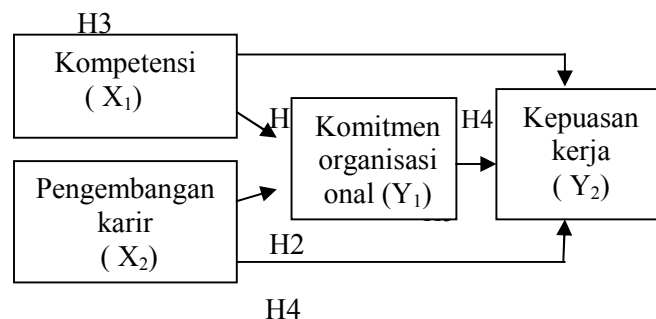 H3
Kompetensi
( X₁)
H
Komitmen
organisasi
onal (Y₁)
H4
Kepuasan
kerja
( Y₂)
Pengembangan
karir
( X₂)
H2
H4